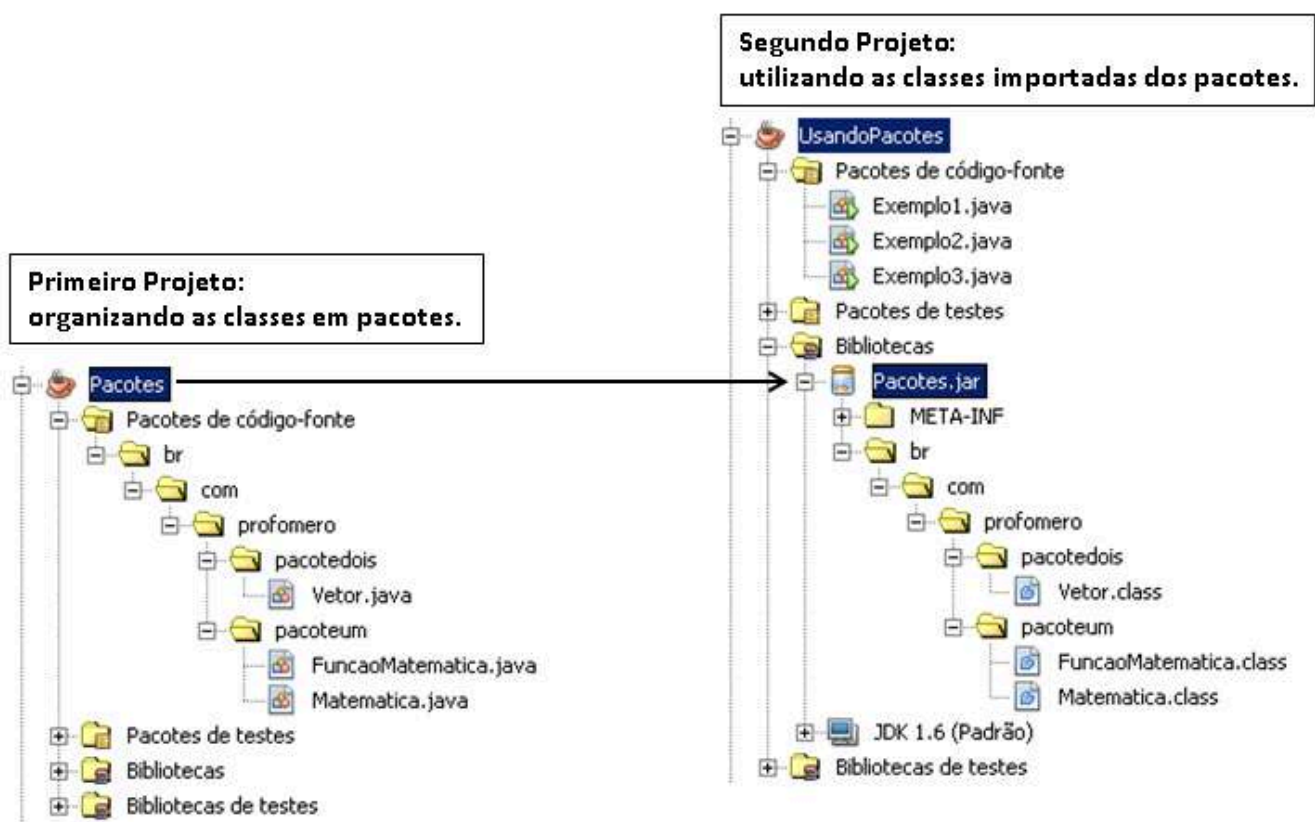 Primeiro Projeto:
organizando as classes em pacotes.
Pacotes
Pacotes de código-fonte
br
com
profomero
pacotedois
Vetor.java
pacoteum
FuncaoMatematica.java
Matematica.java
Pacotes de testes
Bibliotecas
Bibliotecas de testes
Segundo Projeto:
utilizando as classes importadas dos pacotes.
UsandoPacotes
Pacotes de código-fonte
Exemplo1.java
Exemplo2.java
Exemplo3.java
Pacotes de testes
Bibliotecas
Pacotes.jar
META-INF
br
com
profomero
pacotedois
Vetor.class
pacoteum
FuncaoMatematica.class
Matematica.class
JDK 1.6 (Padrão)
Bibliotecas de testes